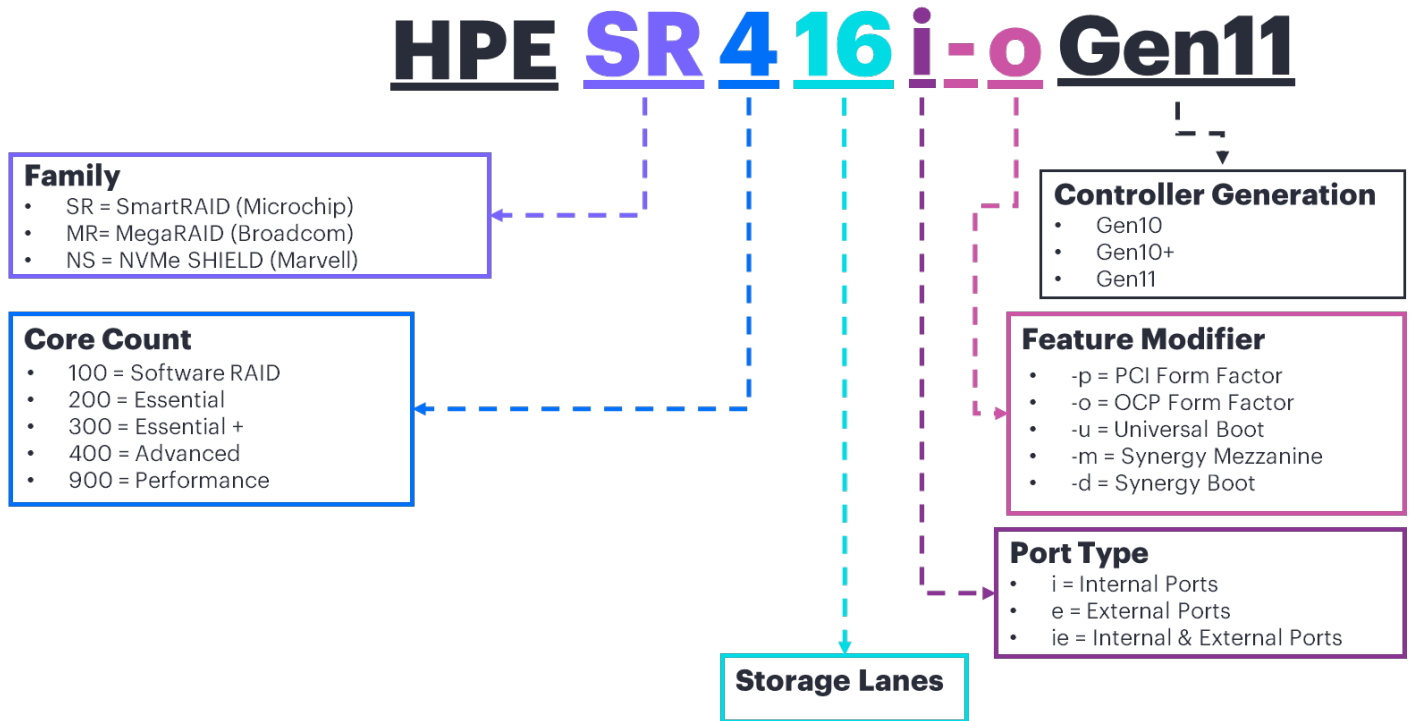 HPE SR 4 16 i - o Gen11
Family
• SR = SmartRAID (Microchip)
• MR= MegaRAID (Broadcom)
• NS = NVMe SHIELD (Marvell)
Core Count
• 100 = Software RAID
• 200 = Essential
• 300 = Essential +
• 400 = Advanced
• 900 = Performance
Storage Lanes
Controller Generation
• Gen10
• Gen10+
• Gen11
Feature Modifier
• -p = PCI Form Factor
• -o = OCP Form Factor
• -u = Universal Boot
• -m = Synergy Mezzanine
• -d = Synergy Boot
Port Type
• i = Internal Ports
• e = External Ports
• ie = Internal & External Ports